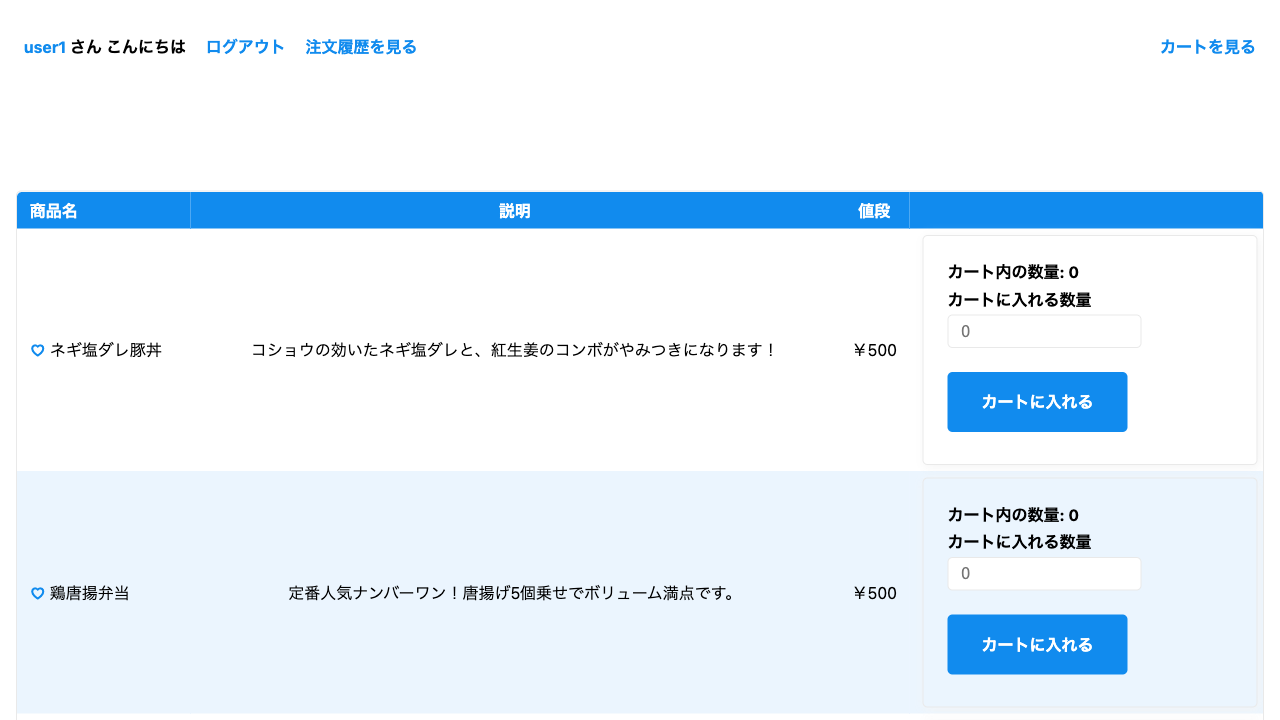 user1 さん こんにちは ログアウト 注文履歴を見る カートを見る
商品名 説明 値段
カート内の数量: 0
カートに入れる数量
0
♡ ネギ塩ダレ豚丼 コショウの効いたネギ塩ダレと、紅生姜のコンボがやみつきになります! ¥500
カートに入れる
カート内の数量: 0
カートに入れる数量
0
♡ 鶏唐揚弁当 定番人気ナンバーワン!唐揚げ5個乗せでボリューム満点です。 ¥500
カートに入れる